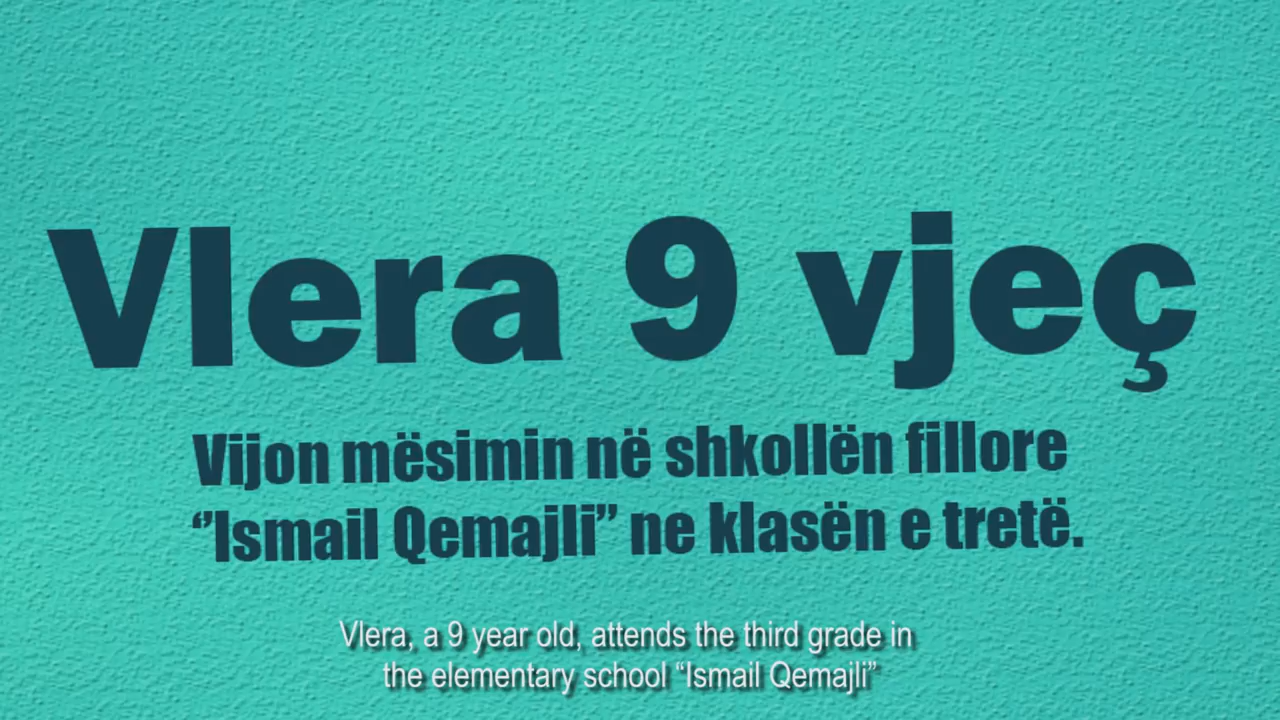 Vlera 9 vjeç
Vijon mësimin në shkollën fillore
“Ismail Qemajli” ne klasën e tretë.
Vlera, a 9 year old, attends the third grade in
the elementary school “Ismail Qemajli”